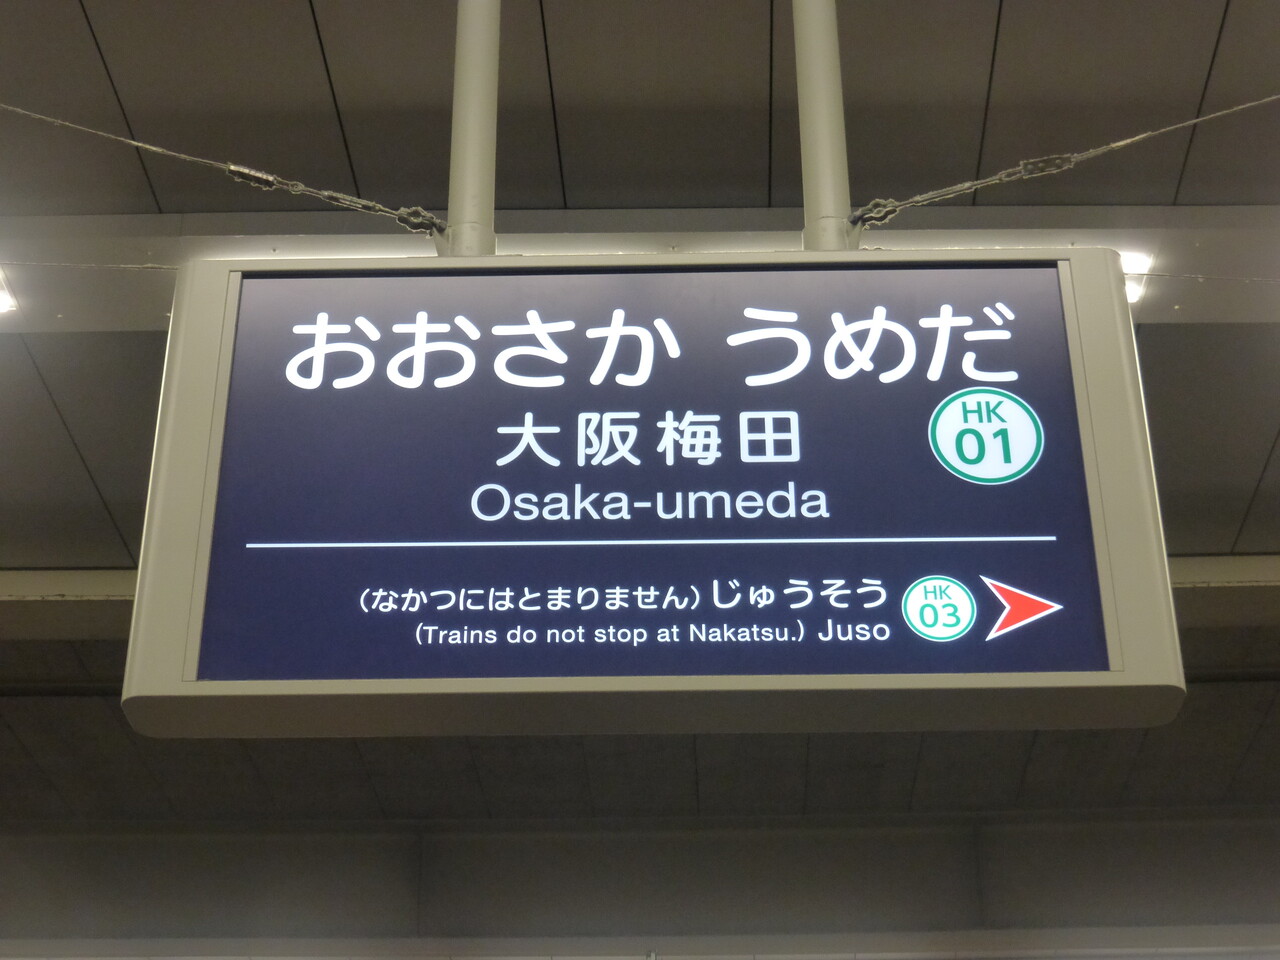 おおさか うめだ
大阪梅田
HK
01
Osaka-umeda
(なかつにはとまりません) じゅうそう
(Trains do not stop at Nakatsu.) Juso
HK
03